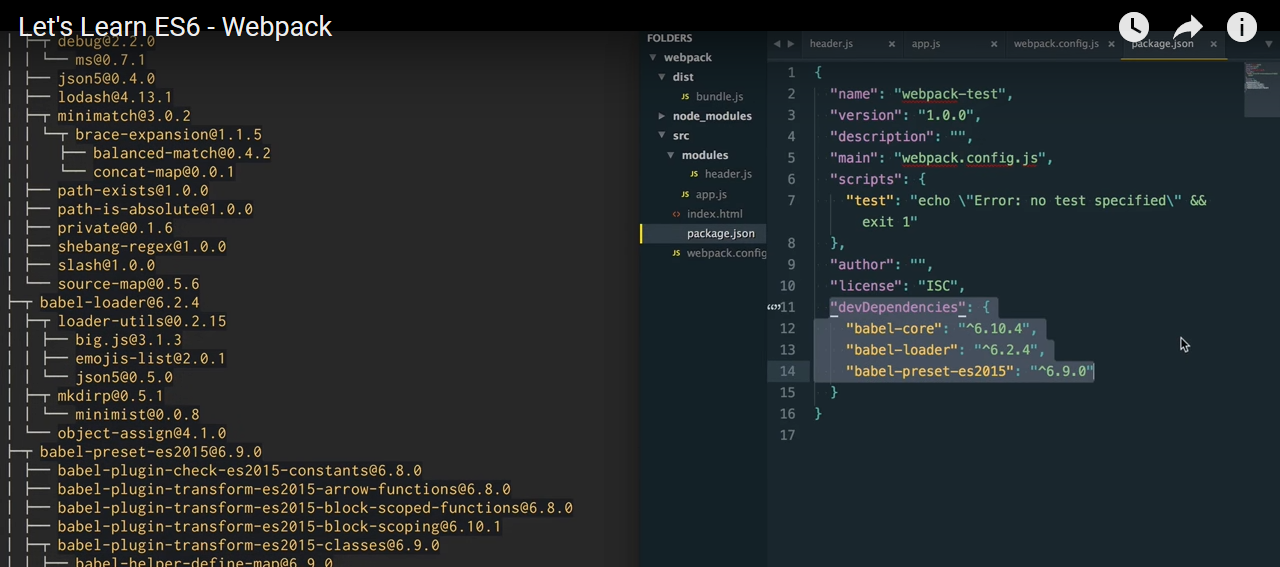 Let's Learn ES6 - Webpack
debug@2.2.0
ms@0.7.1
json5@0.4.0
lodash@4.13.1
minimatch@3.0.2
brace-expansion@1.1.5
balanced-match@0.4.2
concat-map@0.0.1
path-exists@1.0.0
path-is-absolute@1.0.0
private@0.1.6
shebang-regex@1.0.0
slash@1.0.0
source-map@0.5.6
babel-loader@6.2.4
loader-utils@0.2.15
big.js@3.1.3
emojis-list@2.0.1
json5@0.5.0
mkdirp@0.5.1
minimist@0.0.8
object-assign@4.1.0
babel-preset-es2015@6.9.0
babel-plugin-check-es2015-constants@6.8.0
babel-plugin-transform-es2015-arrow-functions@6.8.0
babel-plugin-transform-es2015-block-scoped-functions@6.8.0
babel-plugin-transform-es2015-block-scoping@6.10.1
babel-plugin-transform-es2015-classes@6.9.0
babel-helper-define-map@6.9.0
FOLDERS
webpack
dist
JS bundle.js
node_modules
src
modules
JS header.js
JS app.js
<> index.html
package.json
JS webpack.config
header.js × app.js × webpack.config.js × package.json ×
1 {
2 "name": "webpack-test",
3 "version": "1.0.0",
4 "description": "",
5 "main": "webpack.config.js",
6 "scripts": {
7 "test": "echo \"Error: no test specified\" &&
exit 1"
8 },
9 "author": "",
10 "license": "ISC",
11 "devDependencies": {
12 "babel-core": "^6.10.4",
13 "babel-loader": "^6.2.4",
14 "babel-preset-es2015": "^6.9.0"
15 }
16 }
17